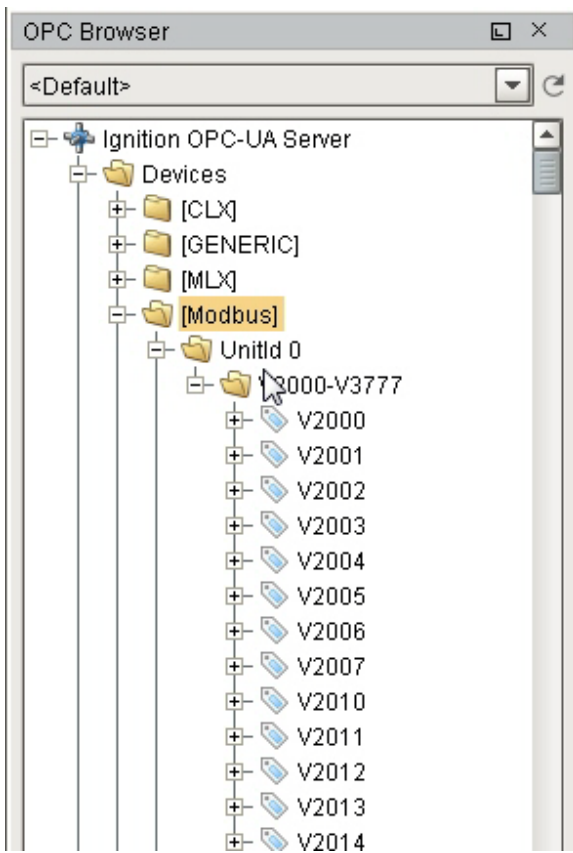 OPC Browser
<Default>
Ignition OPC-UA Server
Devices
[CLX]
[GENERIC]
[MLX]
[Modbus]
UnitId 0
000-V3777
V2000
V2001
V2002
V2003
V2004
V2005
V2006
V2007
V2010
V2011
V2012
V2013
V2014